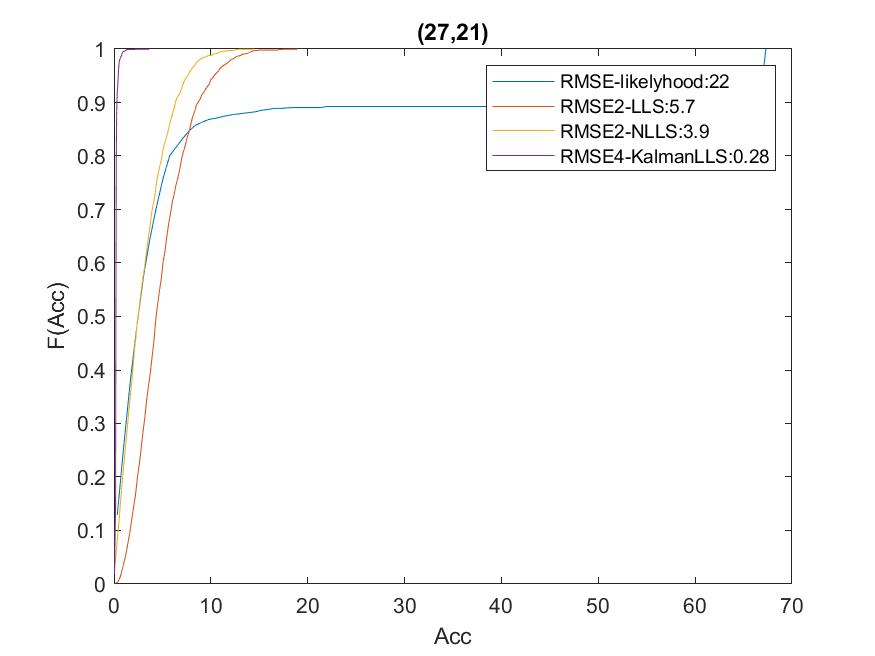 (27,21)
1
0.9
0.8
0.7
0.6
0.5
0.4
0.3
0.2
0.1
0
F(Acc)
RMSE-likelyhood:22
RMSE2-LLS:5.7
RMSE2-NLLS:3.9
RMSE4-KalmanLLS:0.28
0 10 20 30 40 50 60 70
Acc